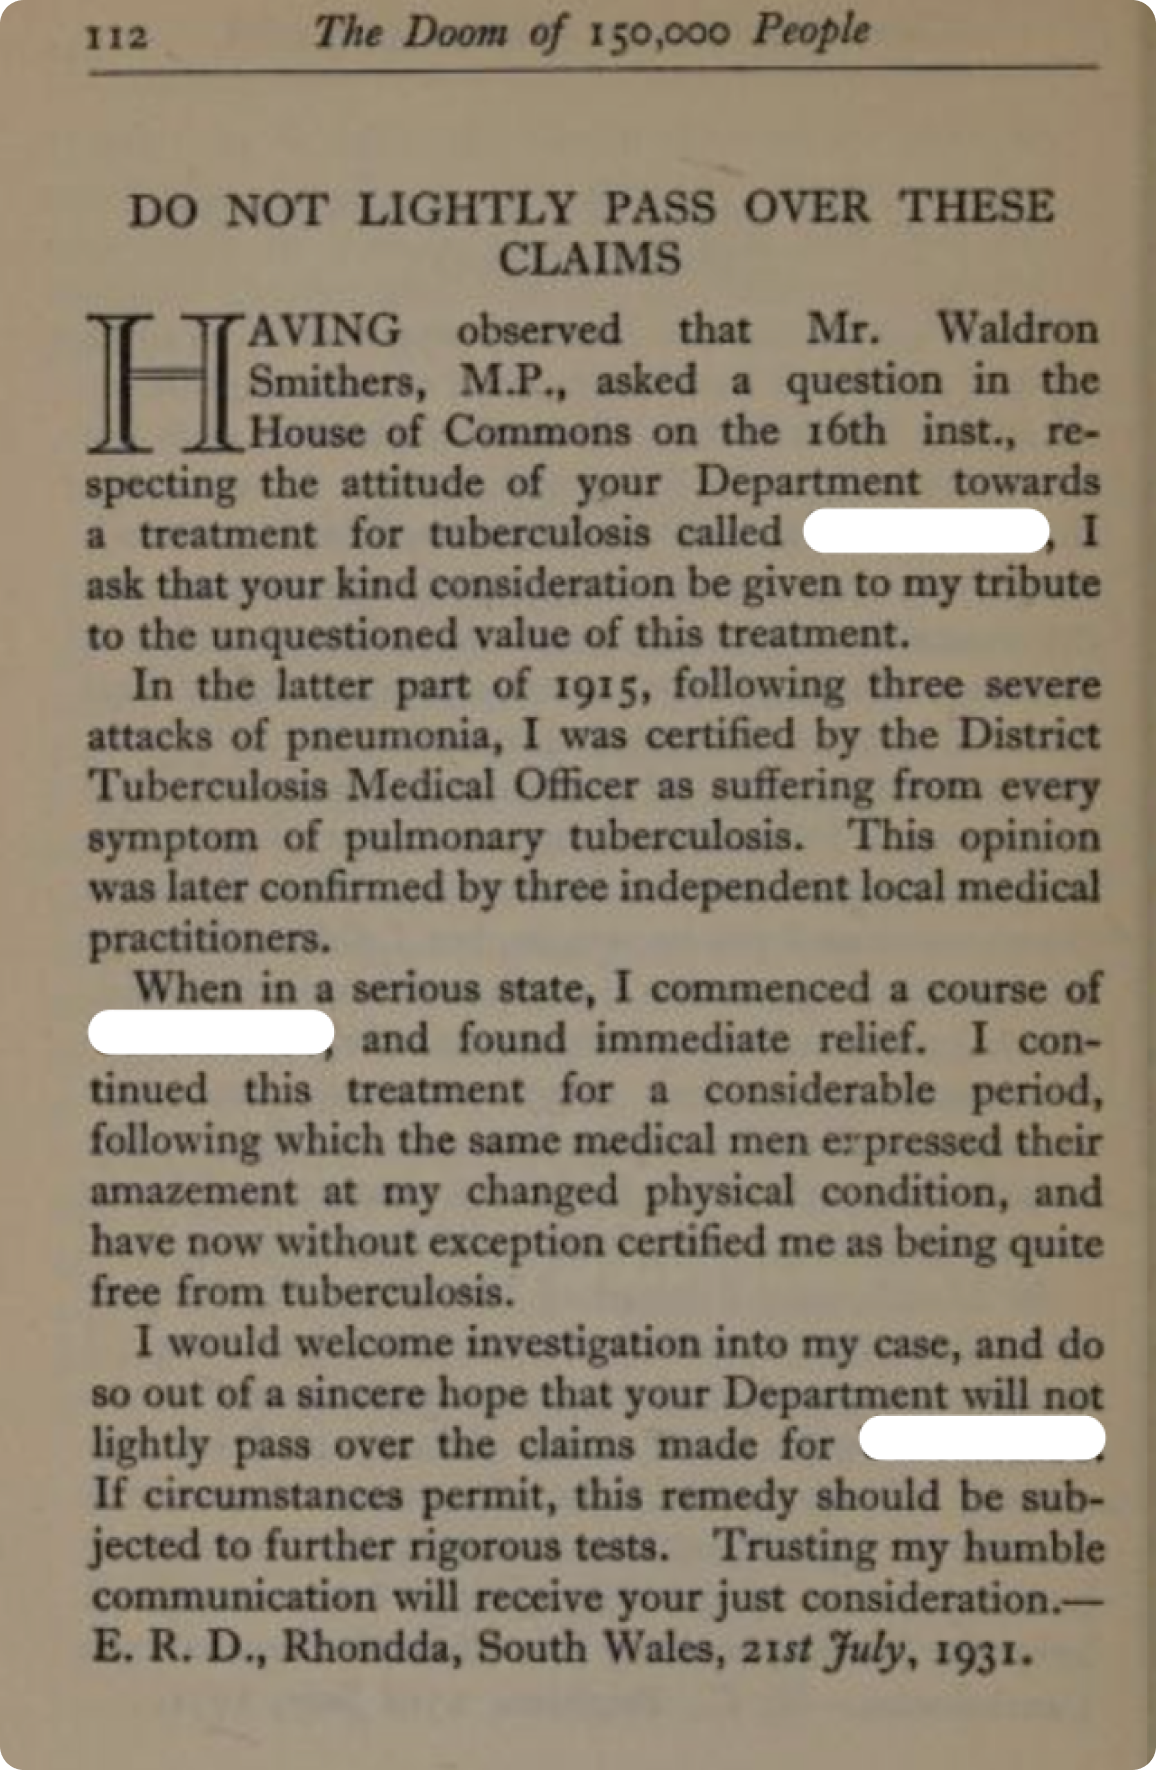 112 The Doom of 150,000 People
DO NOT LIGHTLY PASS OVER THESE
CLAIMS
HAVING observed that Mr. Waldron
Smithers, M.P., asked a question in the
House of Commons on the 16th inst., re-
specting the attitude of your Department towards
a treatment for tuberculosis called , I
ask that your kind consideration be given to my tribute
to the unquestioned value of this treatment.
In the latter part of 1915, following three severe
attacks of pneumonia, I was certified by the District
Tuberculosis Medical Officer as suffering from every
symptom of pulmonary tuberculosis. This opinion
was later confirmed by three independent local medical
practitioners.
When in a serious state, I commenced a course of
, and found immediate relief. I con-
tinued this treatment for a considerable period,
following which the same medical men expressed their
amazement at my changed physical condition, and
have now without exception certified me as being quite
free from tuberculosis.
I would welcome investigation into my case, and do
so out of a sincere hope that your Department will not
lightly pass over the claims made for .
If circumstances permit, this remedy should be sub-
jected to further rigorous tests. Trusting my humble
communication will receive your just consideration.—
E. R. D., Rhondda, South Wales, 21st July, 1931.